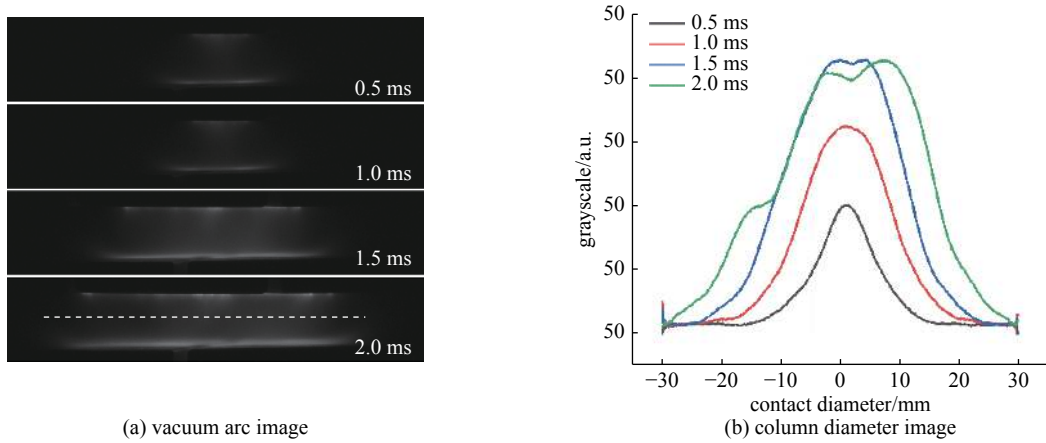 0.5 ms
1.0 ms
1.5 ms
2.0 ms
(a) vacuum arc image
50
50
50
50
50
50
grayscale/a.u.
0.5 ms
1.0 ms
1.5 ms
2.0 ms
−30 −20 −10 0 10 20 30
contact diameter/mm
(b) column diameter image